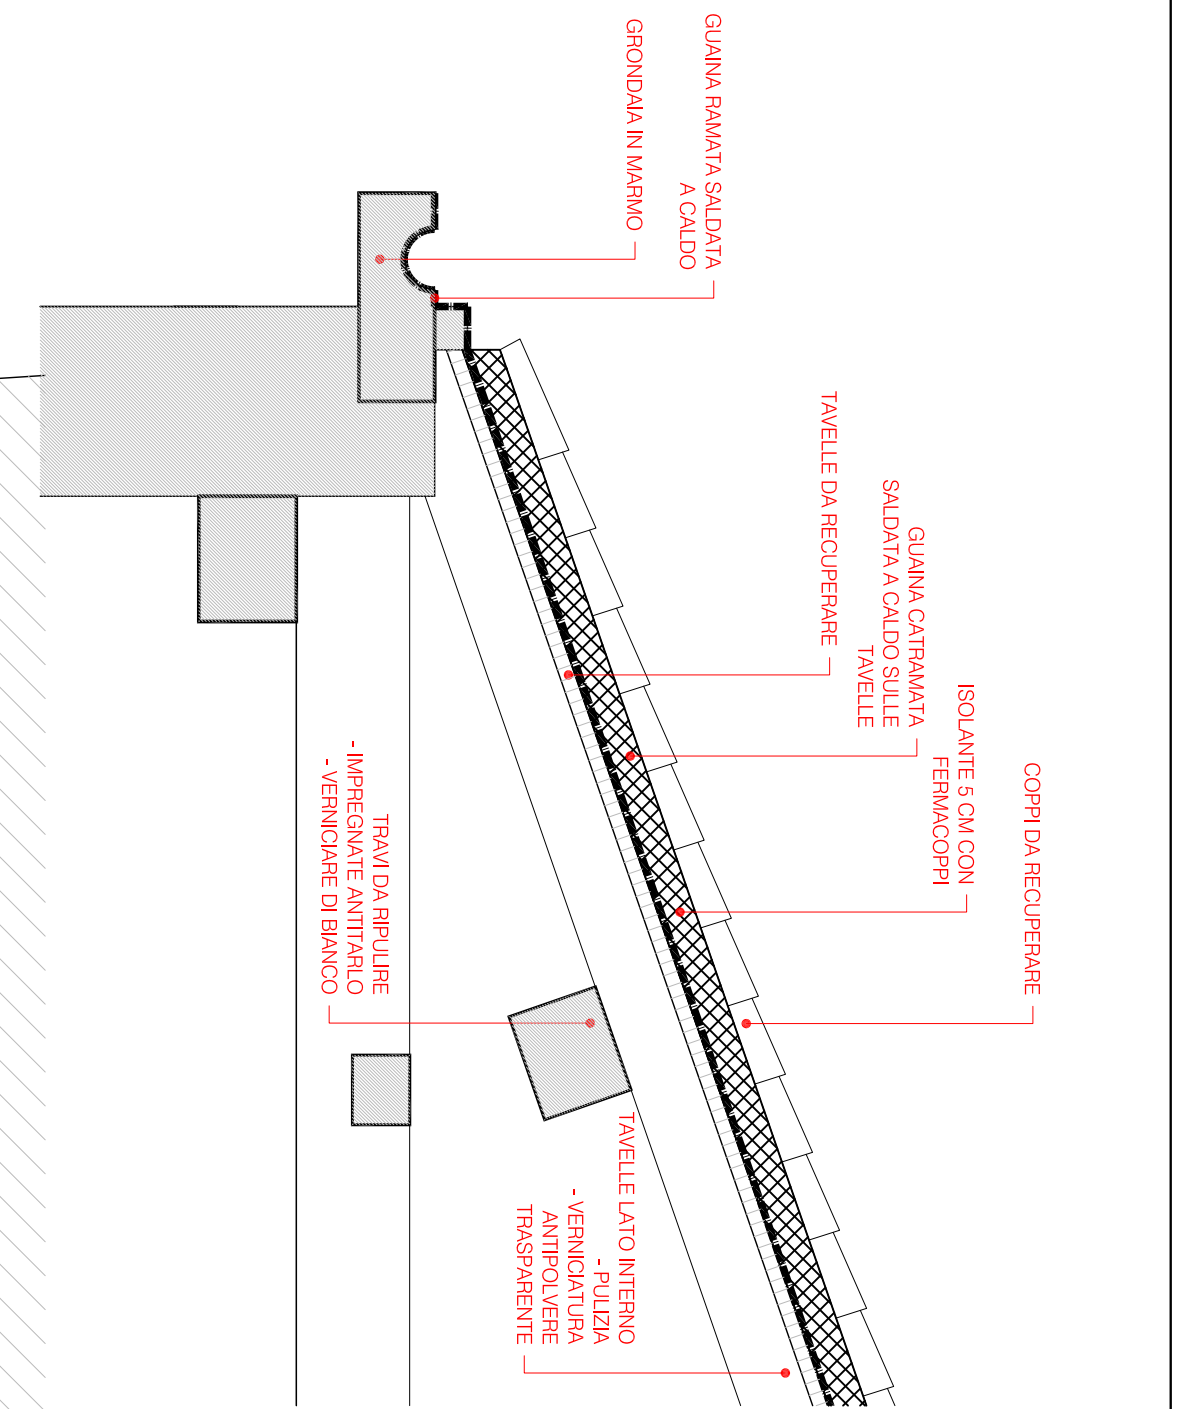 GUAINA RAMATA SALDATA
A CALDO
GRONDAIA IN MARMO
TAVELLE DA RECUPERARE
GUAINA CATRAMATA
SALDATA A CALDO SULLE
TAVELLE
ISOLANTE 5 CM CON
FERMACOPPI
COPPI DA RECUPERARE
TRAVI DA RIPULIRE
- IMPREGNATE ANTITARLO
- VERNICIARE DI BIANCO
TAVELLE LATO INTERNO
- PULIZIA
- VERNICIATURA
ANTIPOLVERE
TRASPARENTE